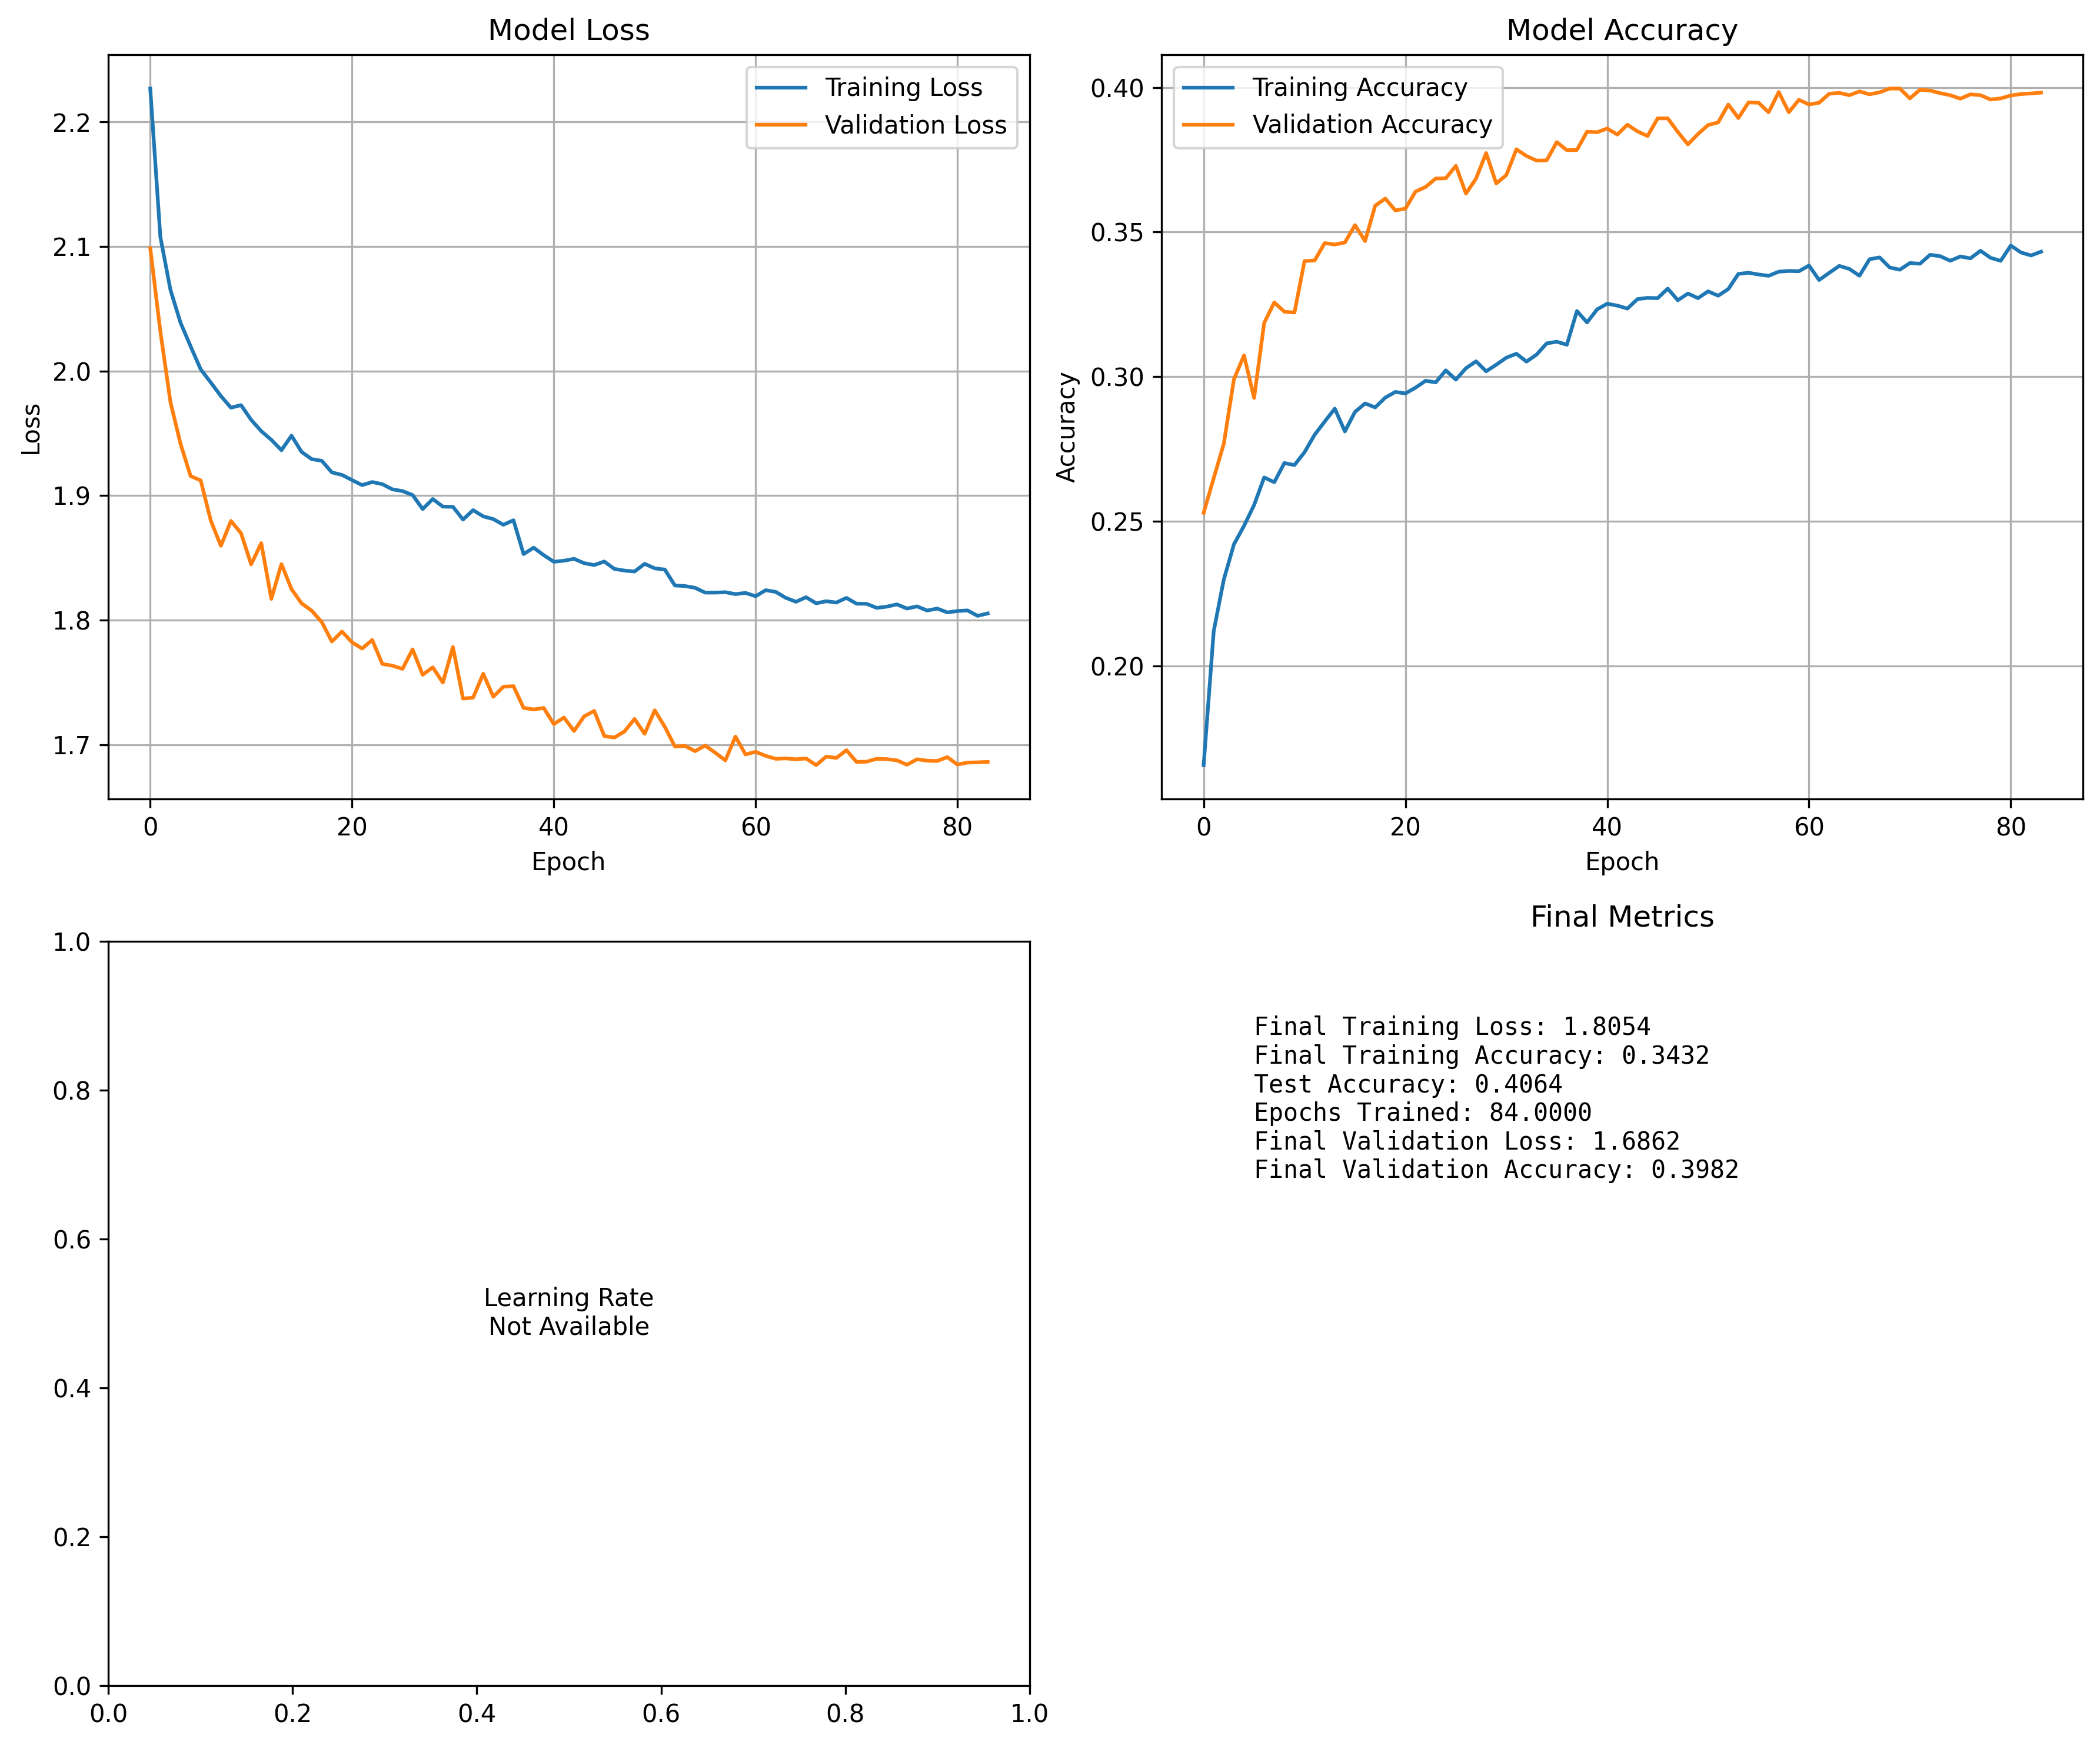 Model Loss
Training Loss
Validation Loss
2.2
2.1
2.0
1.9
1.8
1.7
Loss
0
20
40
60
80
Epoch
Model Accuracy
Training Accuracy
Validation Accuracy
0.40
0.35
0.30
0.25
0.20
Accuracy
0
20
40
60
80
Epoch
1.0
0.8
0.6
0.4
0.2
0.0
Learning Rate
Not Available
0.0
0.2
0.4
0.6
0.8
1.0
Final Metrics
Final Training Loss: 1.8054
Final Training Accuracy: 0.3432
Test Accuracy: 0.4064
Epochs Trained: 84.0000
Final Validation Loss: 1.6862
Final Validation Accuracy: 0.3982